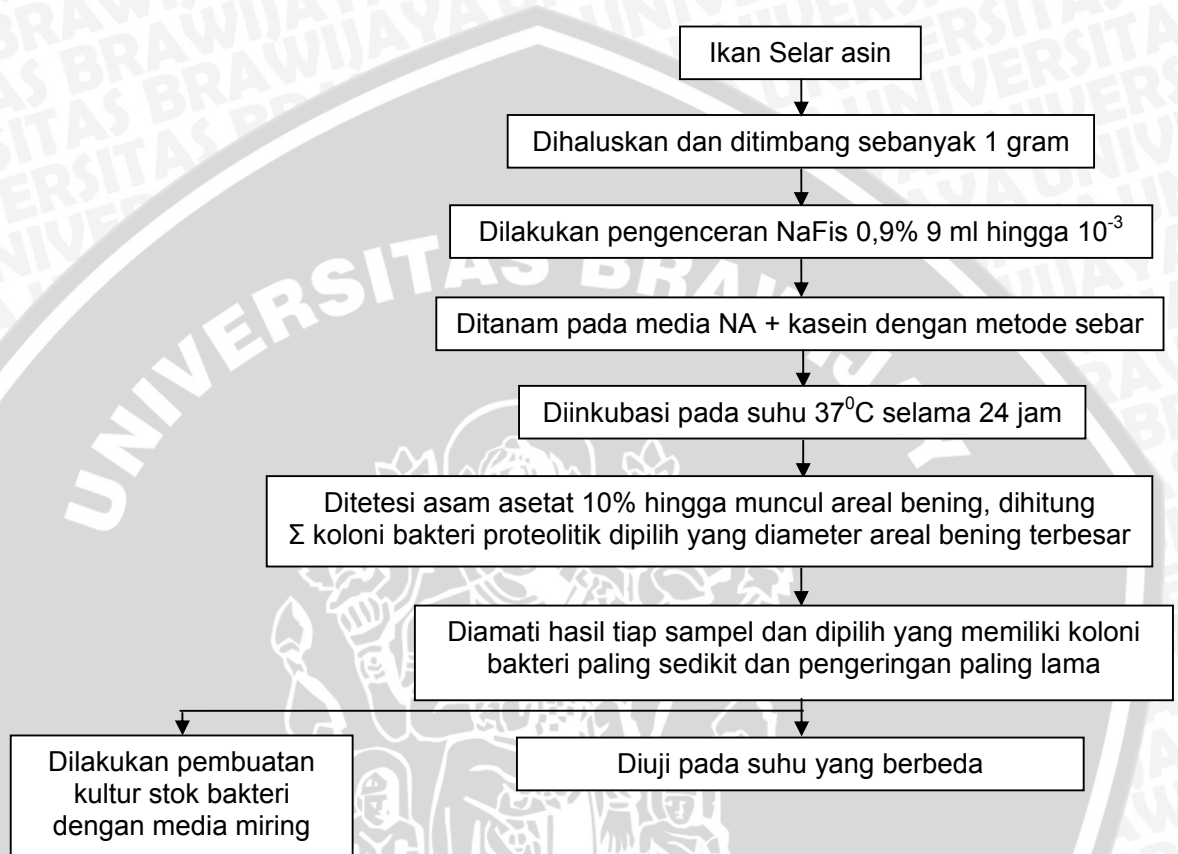 Ikan Selar asin
Dihaluskan dan ditimbang sebanyak 1 gram
Dilakukan pengenceran NaFis 0,9% 9 ml hingga 10⁻³
UNIVERSITAS BRAWIJAYA
Ditanam pada media NA + kasein dengan metode sebar
Diinkubasi pada suhu 37⁰C selama 24 jam
Ditetesi asam asetat 10% hingga muncul areal bening, dihitung
Σ koloni bakteri proteolitik dipilih yang diameter areal bening terbesar
Diamati hasil tiap sampel dan dipilih yang memiliki koloni
bakteri paling sedikit dan pengeringan paling lama
Dilakukan pembuatan
kultur stok bakteri
dengan media miring
Diuji pada suhu yang berbeda